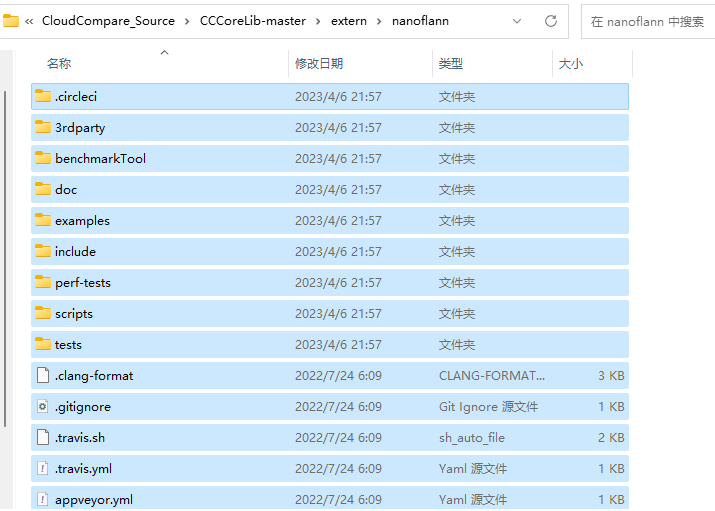 « CloudCompare_Source › CCCoreLib-master › extern › nanoflann 在 nanoflann 中搜索
名称 修改日期 类型 大小
.circleci 2023/4/6 21:57 文件夹
3rdparty 2023/4/6 21:57 文件夹
benchmarkTool 2023/4/6 21:57 文件夹
doc 2023/4/6 21:57 文件夹
examples 2023/4/6 21:57 文件夹
include 2023/4/6 21:57 文件夹
perf-tests 2023/4/6 21:57 文件夹
scripts 2023/4/6 21:57 文件夹
tests 2023/4/6 21:57 文件夹
.clang-format 2022/7/24 6:09 CLANG-FORMAT... 3 KB
.gitignore 2022/7/24 6:09 Git Ignore 源文件 1 KB
.travis.sh 2022/7/24 6:09 sh_auto_file 2 KB
.travis.yml 2022/7/24 6:09 Yaml 源文件 1 KB
appveyor.yml 2022/7/24 6:09 Yaml 源文件 1 KB